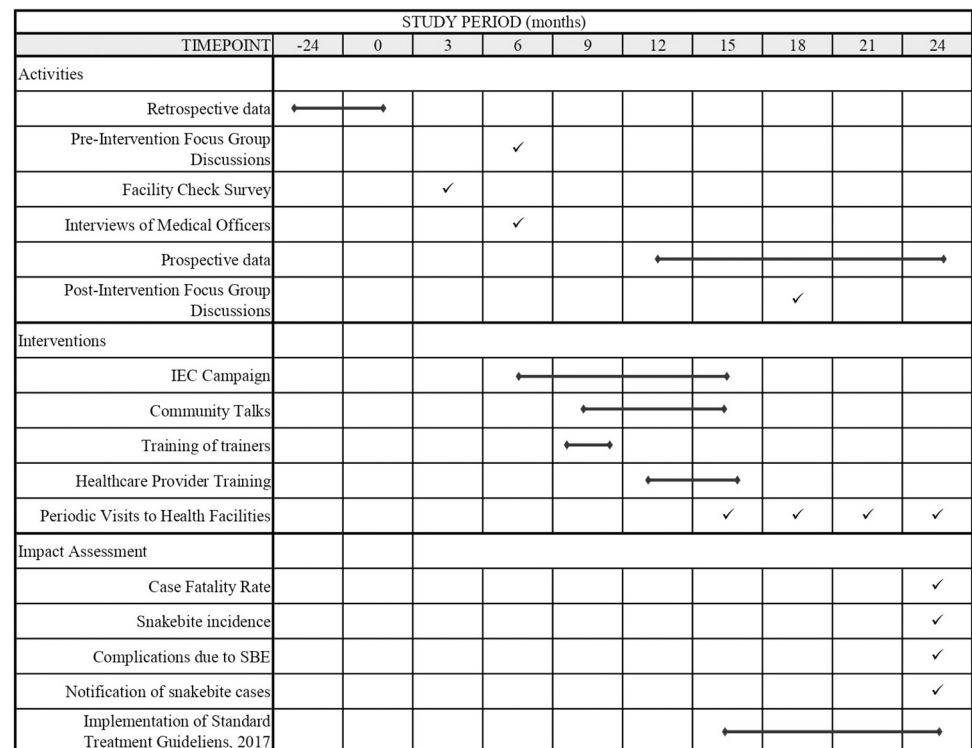 STUDY PERIOD (months)
TIMEPOINT -24 0 3 6 9 12 15 18 21 24
Activities
Retrospective data
Pre-Intervention Focus Group
Discussions ✓
Facility Check Survey ✓
Interviews of Medical Officers ✓
Prospective data
Post-Intervention Focus Group
Discussions ✓
Interventions
IEC Campaign
Community Talks
Training of trainers
Healthcare Provider Training
Periodic Visits to Health Facilities ✓ ✓ ✓ ✓
Impact Assessment
Case Fatality Rate ✓
Snakebite incidence ✓
Complications due to SBE ✓
Notification of snakebite cases ✓
Implementation of Standard
Treatment Guideliens, 2017